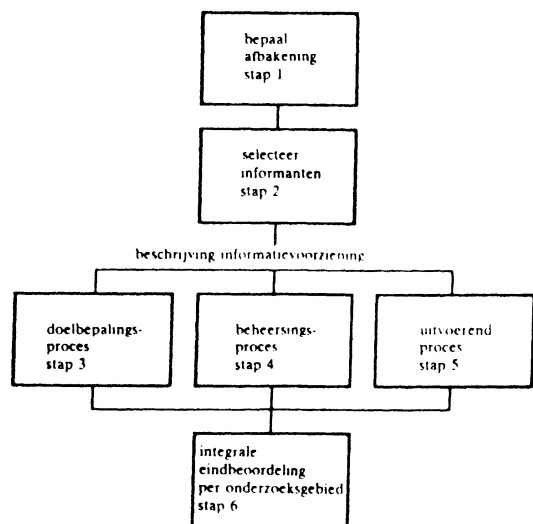 bepaal
afbakening
stap 1
selecteer
informanten
stap 2
beschrijving informatievoorziening
doelbepalings-
proces
stap 3
beheersings-
proces
stap 4
uitvoerend
proces
stap 5
integrale
eindbeoordeling
per onderzoeksgebied
stap 6